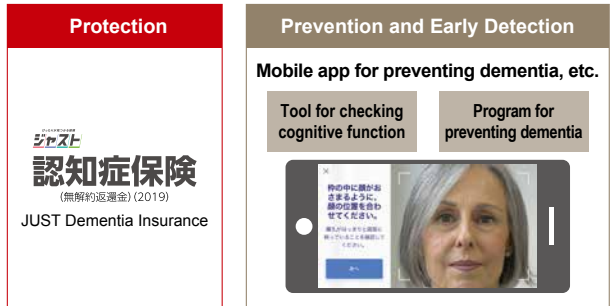 Protection
ジャスト
認知症保険
(無解約返還金)(2019)
JUST Dementia Insurance
Prevention and Early Detection
Mobile app for preventing dementia, etc.
Tool for checking
cognitive function
Program for
preventing dementia
枠の中に顔がお
さまるように、
顔の位置を合わ
せてください。
次へ